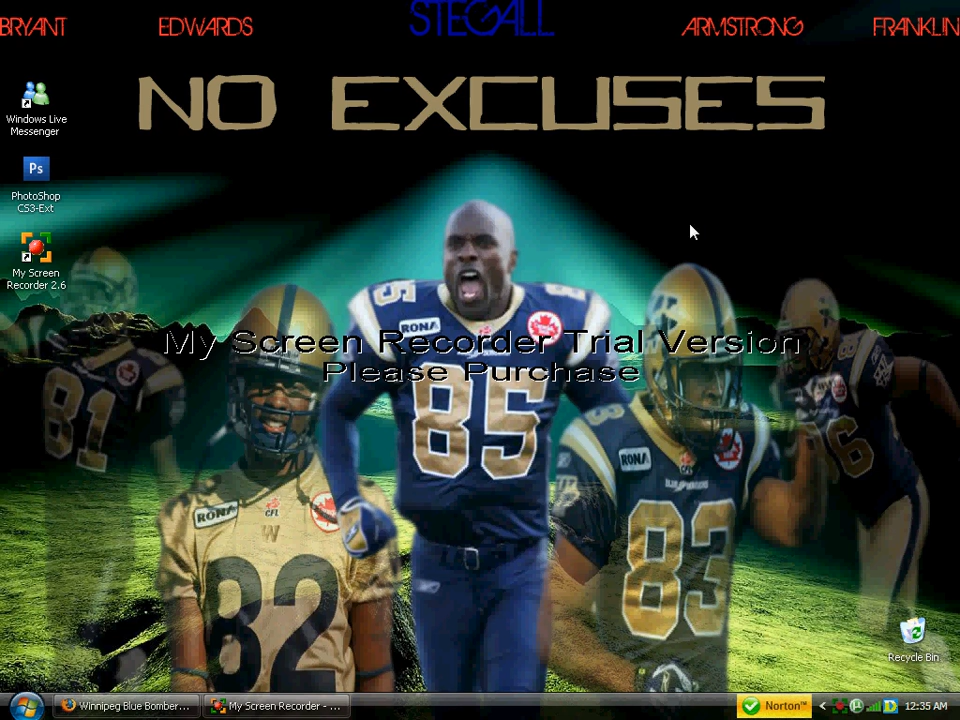 BRYANT EDWARDS STEGALL ARMSTRONG FRANKLIN
NO EXCUSES
Windows Live
Messenger
Ps
PhotoShop
CS3-Ext
My Screen
Recorder 2.6
My Screen Recorder Trial Version
Please Purchase
85
RONA
81
82
RONA
CFL
W
83
RONA
86
Recycle Bin
Winnipeg Blue Bomber...
My Screen Recorder - ...
Norton™
12:35 AM